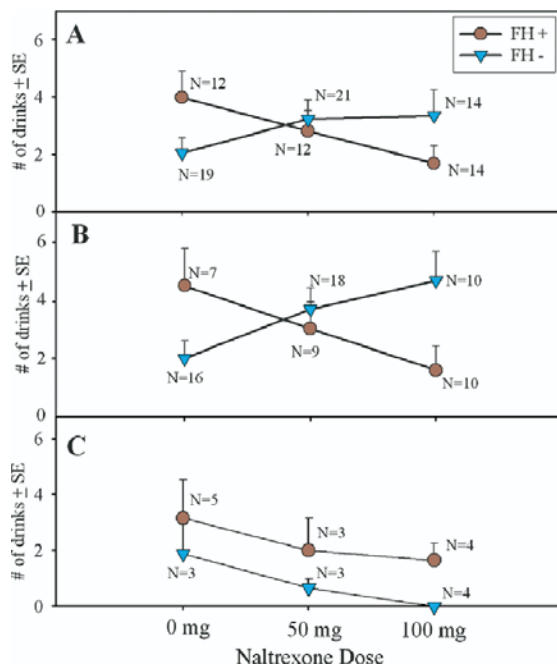 A
FH +
FH -
6
4
2
0
# of drinks ± SE
N=12
N=21
N=14
N=19
N=12
N=14
B
6
4
2
0
# of drinks ± SE
N=7
N=18
N=10
N=16
N=9
N=10
C
6
4
2
0
# of drinks ± SE
N=5
N=3
N=4
N=3
N=3
N=4
0 mg 50 mg 100 mg
Naltrexone Dose